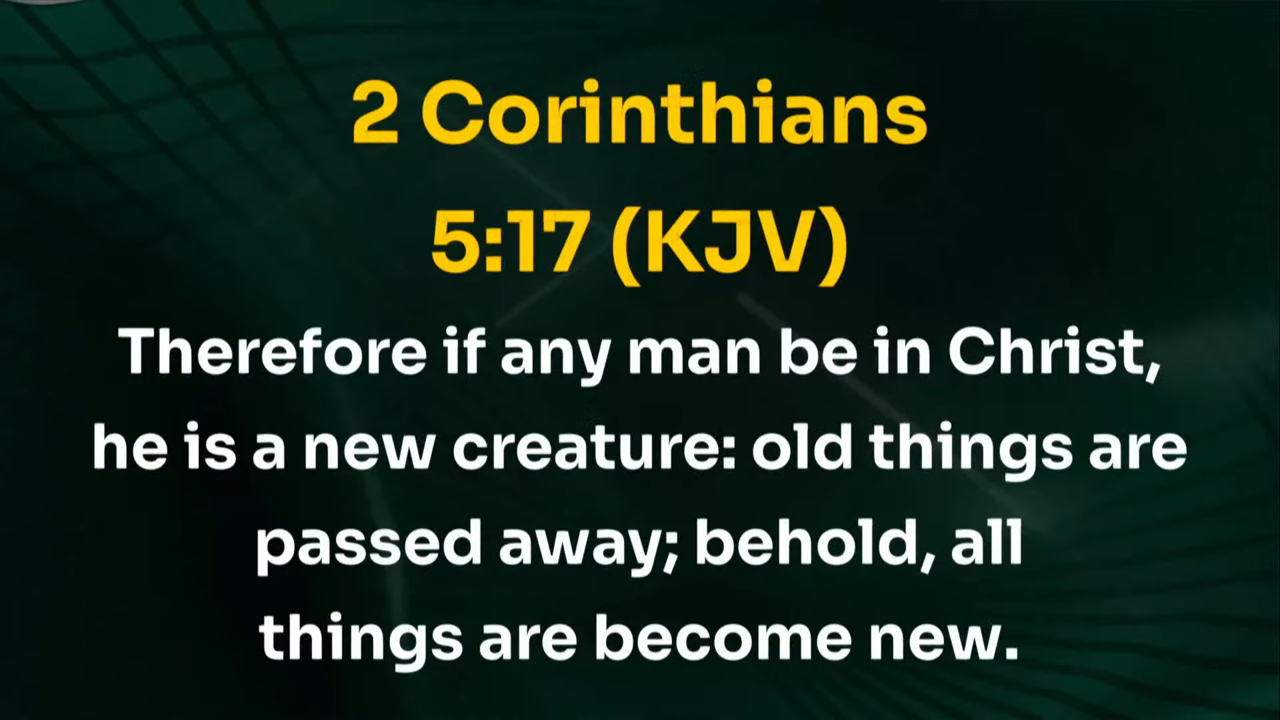 2 Corinthians
5:17 (KJV)
Therefore if any man be in Christ,
he is a new creature: old things are
passed away; behold, all
things are become new.